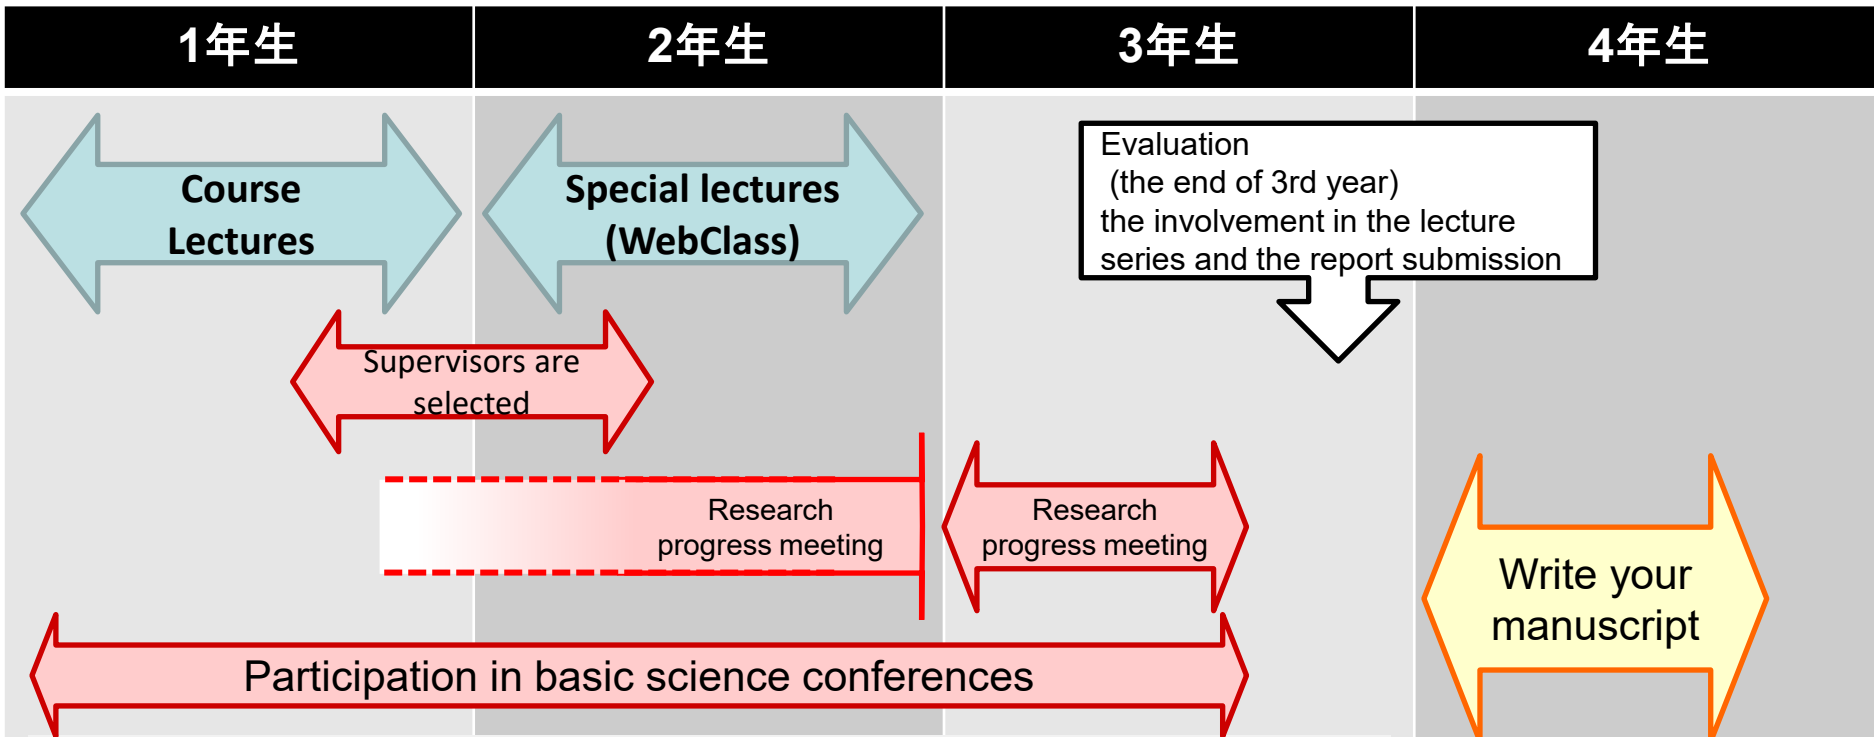 1年生
2年生
3年生
4年生
Course
Lectures
Special lectures
(WebClass)
Evaluation
(the end of 3rd year)
the involvement in the lecture
series and the report submission
Supervisors are
selected
Research
progress meeting
Research
progress meeting
Write your
manuscript
Participation in basic science conferences